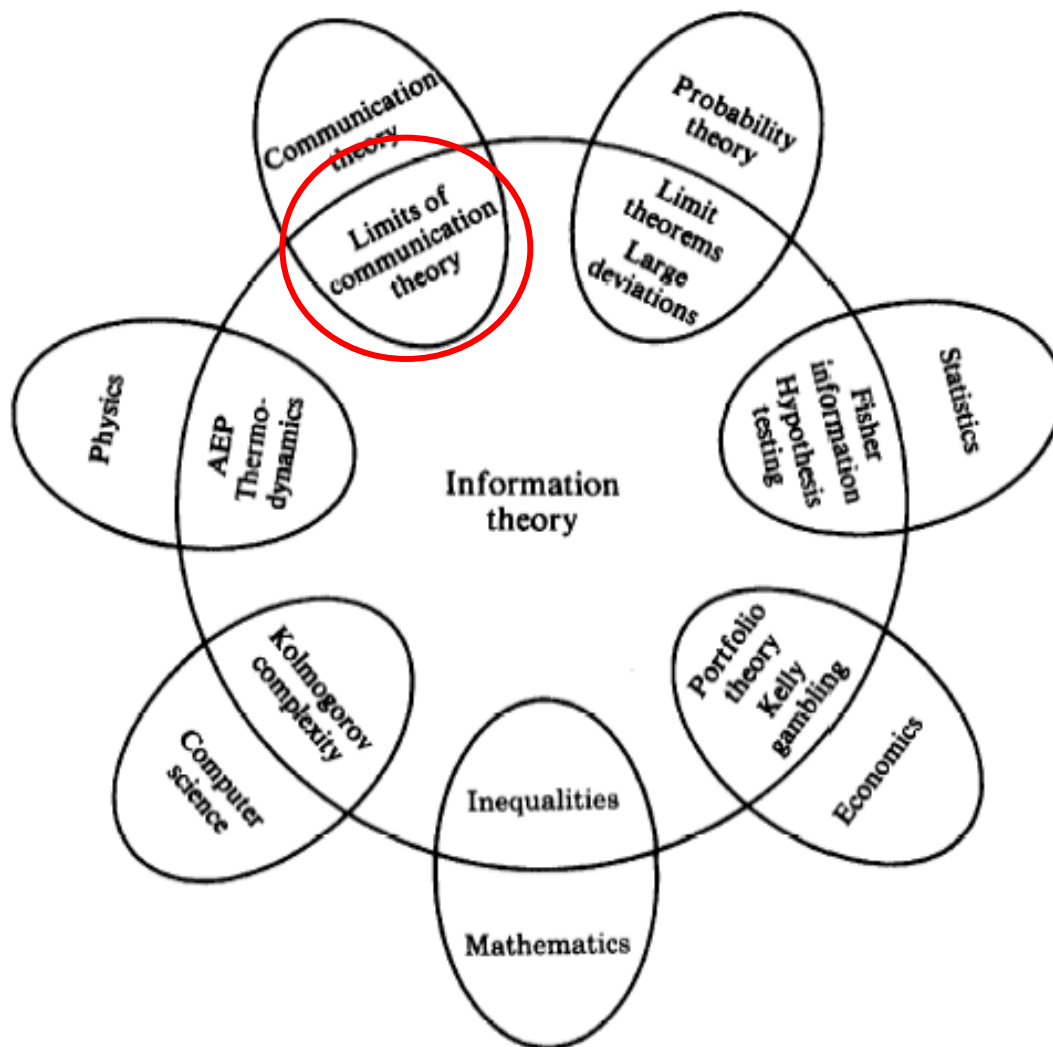 Communication
theory
Limits of
communication
theory
Probability
theory
Limit
theorems
Large
deviations
Physics
AEP
Thermo-
dynamics
Information
theory
Fisher
information
Hypothesis
testing
Statistics
Kolmogorov
complexity
Computer
science
Inequalities
Mathematics
Portfolio
theory
Kelly
gambling
Economics